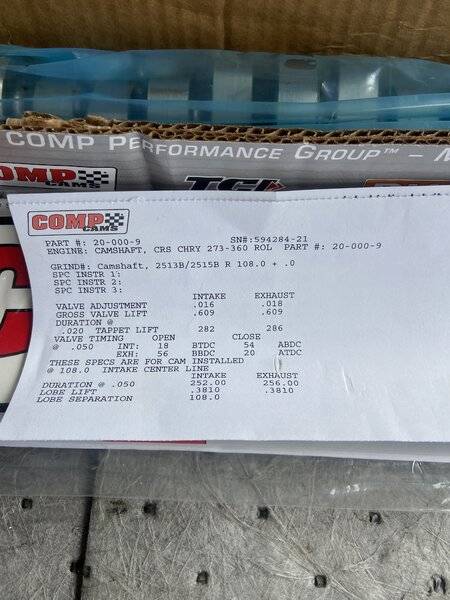 COMP PERFORMANCE GROUP™ -
COMP CAMS
TCI
COMP CAMS
PART #: 20-000-9 SN#:594284-21
ENGINE: CAMSHAFT, CRS CHRY 273-360 ROL PART #: 20-000-9
GRIND#: Camshaft, 2513B/2515B R 108.0 + .0
SPC INSTR 1:
SPC INSTR 2:
SPC INSTR 3:
INTAKE EXHAUST
VALVE ADJUSTMENT .016 .018
GROSS VALVE LIFT .609 .609
DURATION @
.020 TAPPET LIFT 282 286
VALVE TIMING OPEN CLOSE
@ .050 INT: 18 BTDC 54 ABDC
EXH: 56 BBDC 20 ATDC
THESE SPECS ARE FOR CAM INSTALLED
@ 108.0 INTAKE CENTER LINE
INTAKE EXHAUST
DURATION @ .050 252.00 256.00
LOBE LIFT .3810 .3810
LOBE SEPARATION 108.0